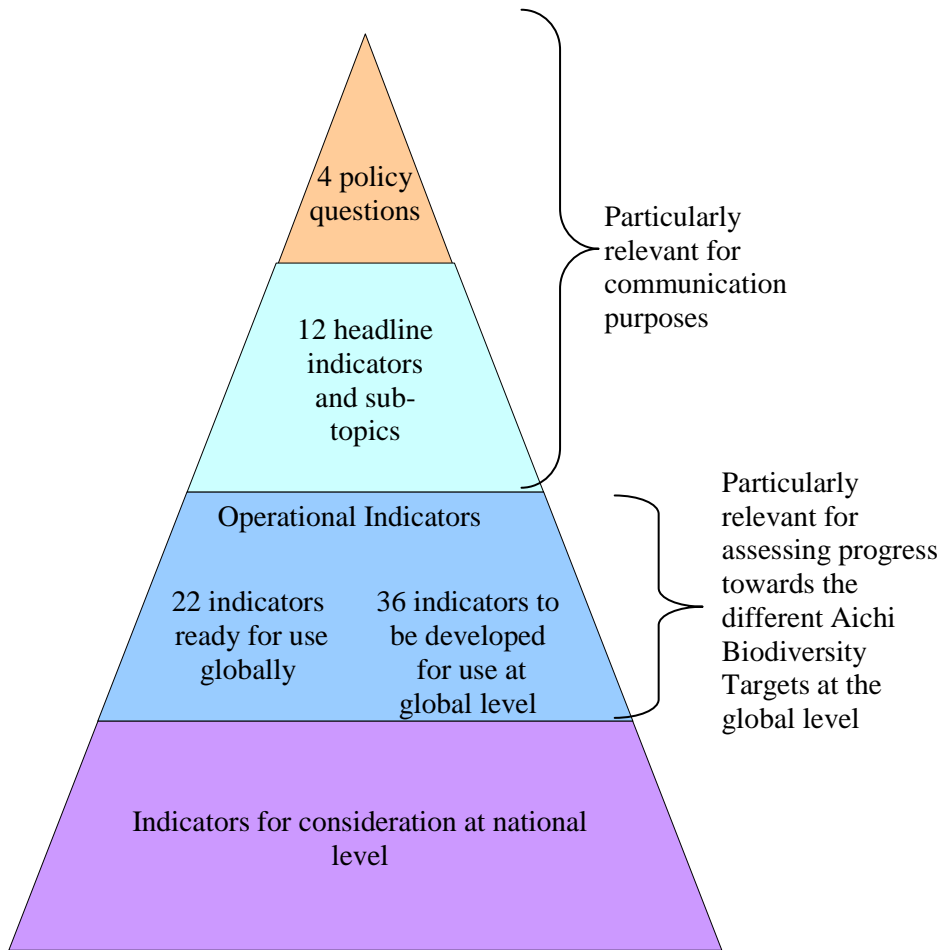 4 policy
questions
Particularly
relevant for
communication
purposes
12 headline
indicators
and sub-
topics
Operational Indicators
22 indicators
ready for use
globally
36 indicators to
be developed
for use at
global level
Particularly
relevant for
assessing progress
towards the
different Aichi
Biodiversity
Targets at the
global level
Indicators for consideration at national
level